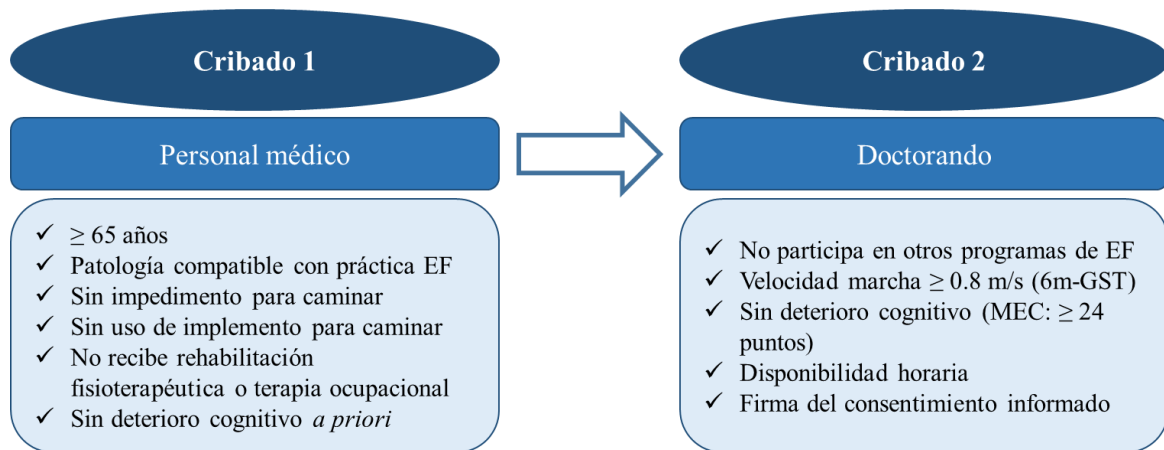 Cribado 1
Personal médico
✓ ≥ 65 años
✓ Patología compatible con práctica EF
✓ Sin impedimento para caminar
✓ Sin uso de implemento para caminar
✓ No recibe rehabilitación
fisioterapéutica o terapia ocupacional
✓ Sin deterioro cognitivo a priori
Cribado 2
Doctorando
✓ No participa en otros programas de EF
✓ Velocidad marcha ≥ 0.8 m/s (6m-GST)
✓ Sin deterioro cognitivo (MEC: ≥ 24
puntos)
✓ Disponibilidad horaria
✓ Firma del consentimiento informado